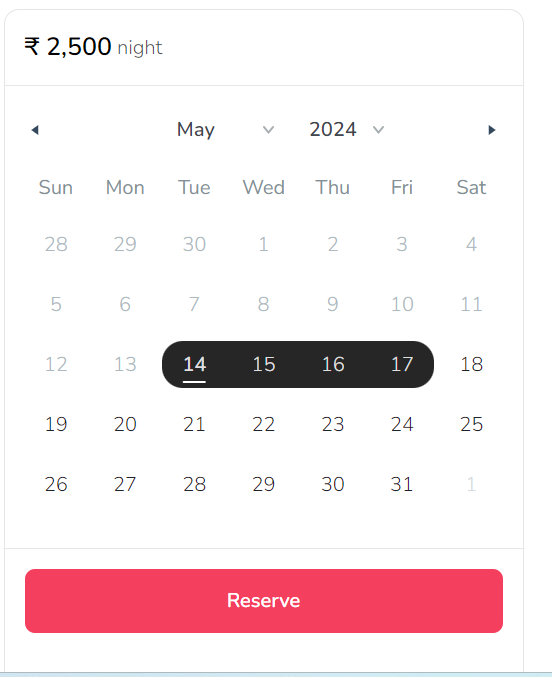 ₹ 2,500 night
May 2024
Sun Mon Tue Wed Thu Fri Sat
28 29 30 1 2 3 4
5 6 7 8 9 10 11
12 13 14 15 16 17 18
19 20 21 22 23 24 25
26 27 28 29 30 31 1
Reserve